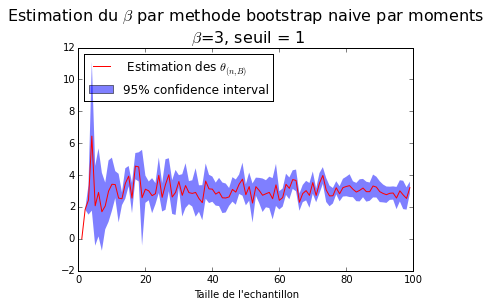 Estimation du β par methode bootstrap naive par moments
β=3, seuil = 1
Estimation des θ(n,B)
95% confidence interval
12
10
8
6
4
2
0
−2
0 20 40 60 80 100
Taille de l'echantillon